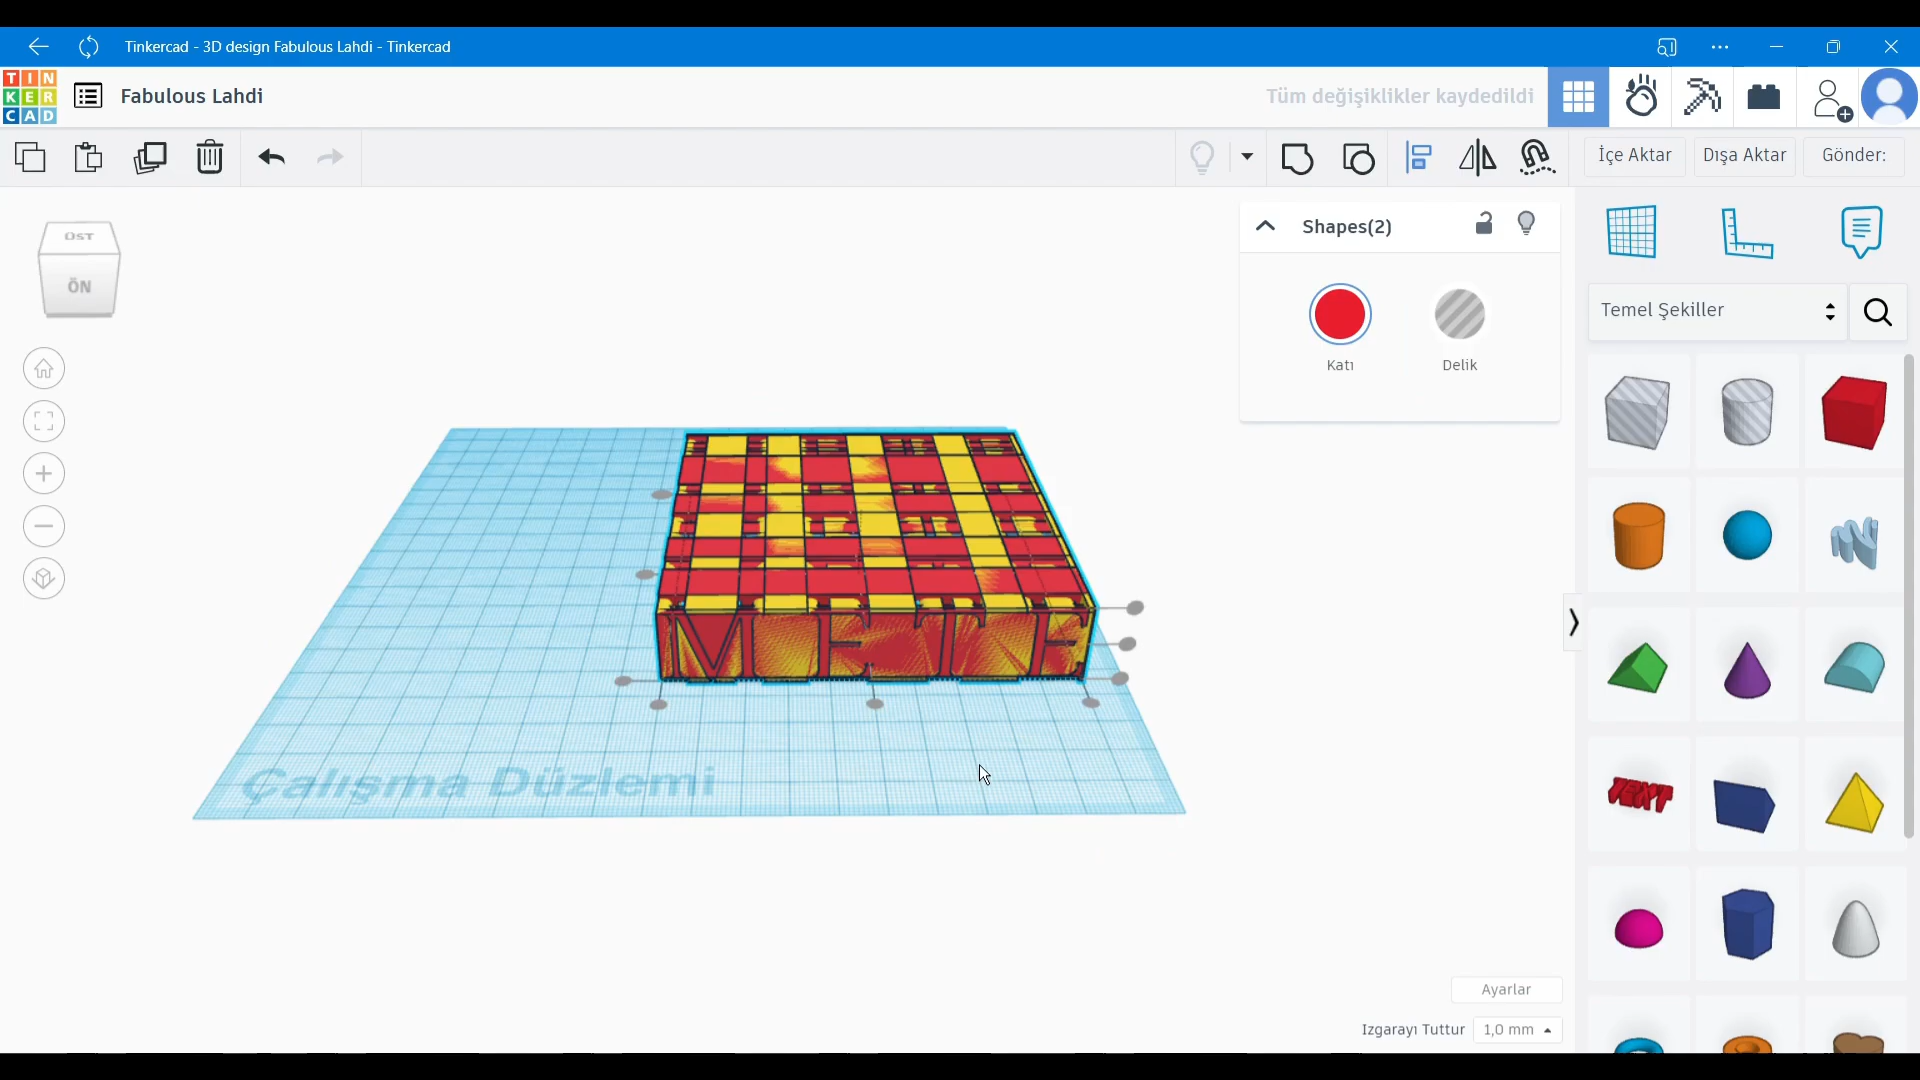 Tinkercad - 3D design Fabulous Lahdi - Tinkercad
TIN
KER
CAD
Fabulous Lahdi
Tüm değişiklikler kaydedildi
İçe Aktar
Dışa Aktar
Gönder:
ÜST
ÖN
Shapes(2)
Katı
Delik
Temel Şekiller
TEXT
Çalışma Düzlemi
Ayarlar
Izgarayı Tuttur
1,0 mm